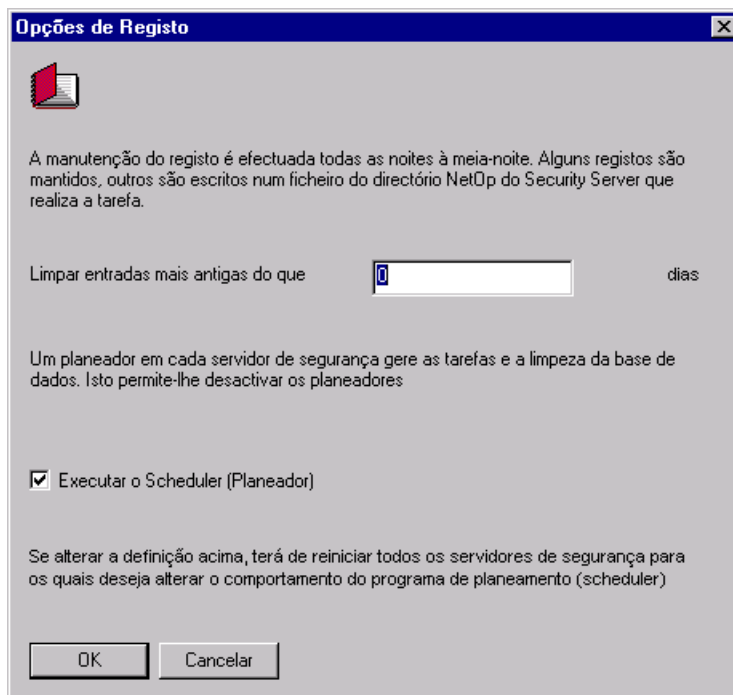 Opções de Registo
A manutenção do registo é efectuada todas as noites à meia-noite. Alguns registos são
mantidos, outros são escritos num ficheiro do directório NetOp do Security Server que
realiza a tarefa.
Limpar entradas mais antigas do que 0 dias
Um planeador em cada servidor de segurança gere as tarefas e a limpeza da base de
dados. Isto permite-lhe desactivar os planeadores
Executar o Scheduler (Planeador)
Se alterar a definição acima, terá de reiniciar todos os servidores de segurança para
os quais deseja alterar o comportamento do programa de planeamento (scheduler)
OK Cancelar